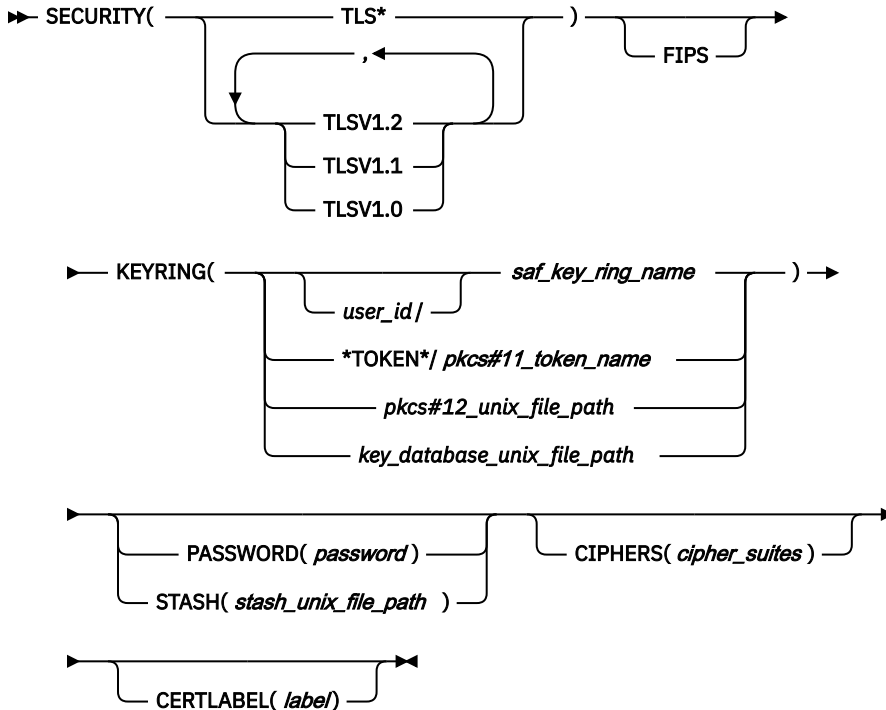 SECURITY( TLS* )
,
FIPS
TLSV1.2
TLSV1.1
TLSV1.0
KEYRING( saf_key_ring_name )
user_id/
*TOKEN*/ pkcs#11_token_name
pkcs#12_unix_file_path
key_database_unix_file_path
PASSWORD( password ) CIPHERS( cipher_suites )
STASH( stash_unix_file_path )
CERTLABEL( label)